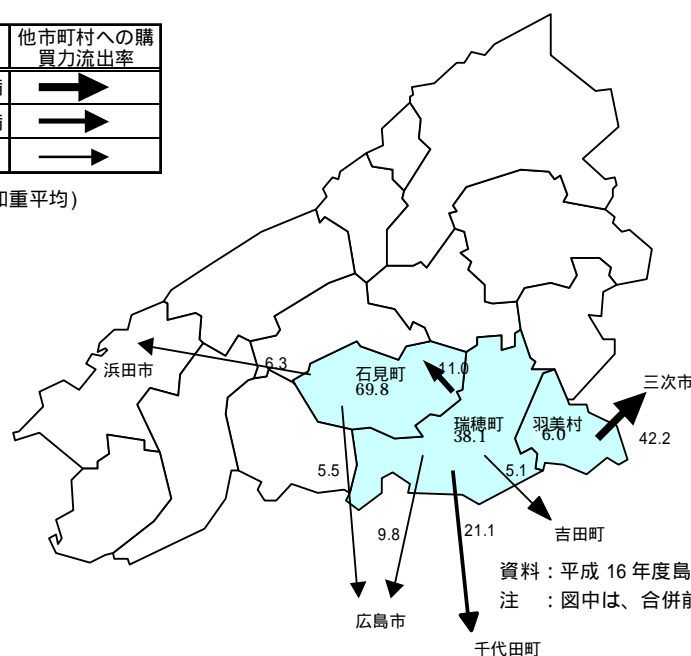 他市町村への購
買力流出率
満
満
加重平均)
浜田市
6.3
石見町
69.8
11.0
瑞穂町
38.1
羽美村
6.0
三次市
42.2
5.5
9.8
21.1
5.1
吉田町
広島市
千代田町
資料：平成 16 年度島
注　：図中は、合併前